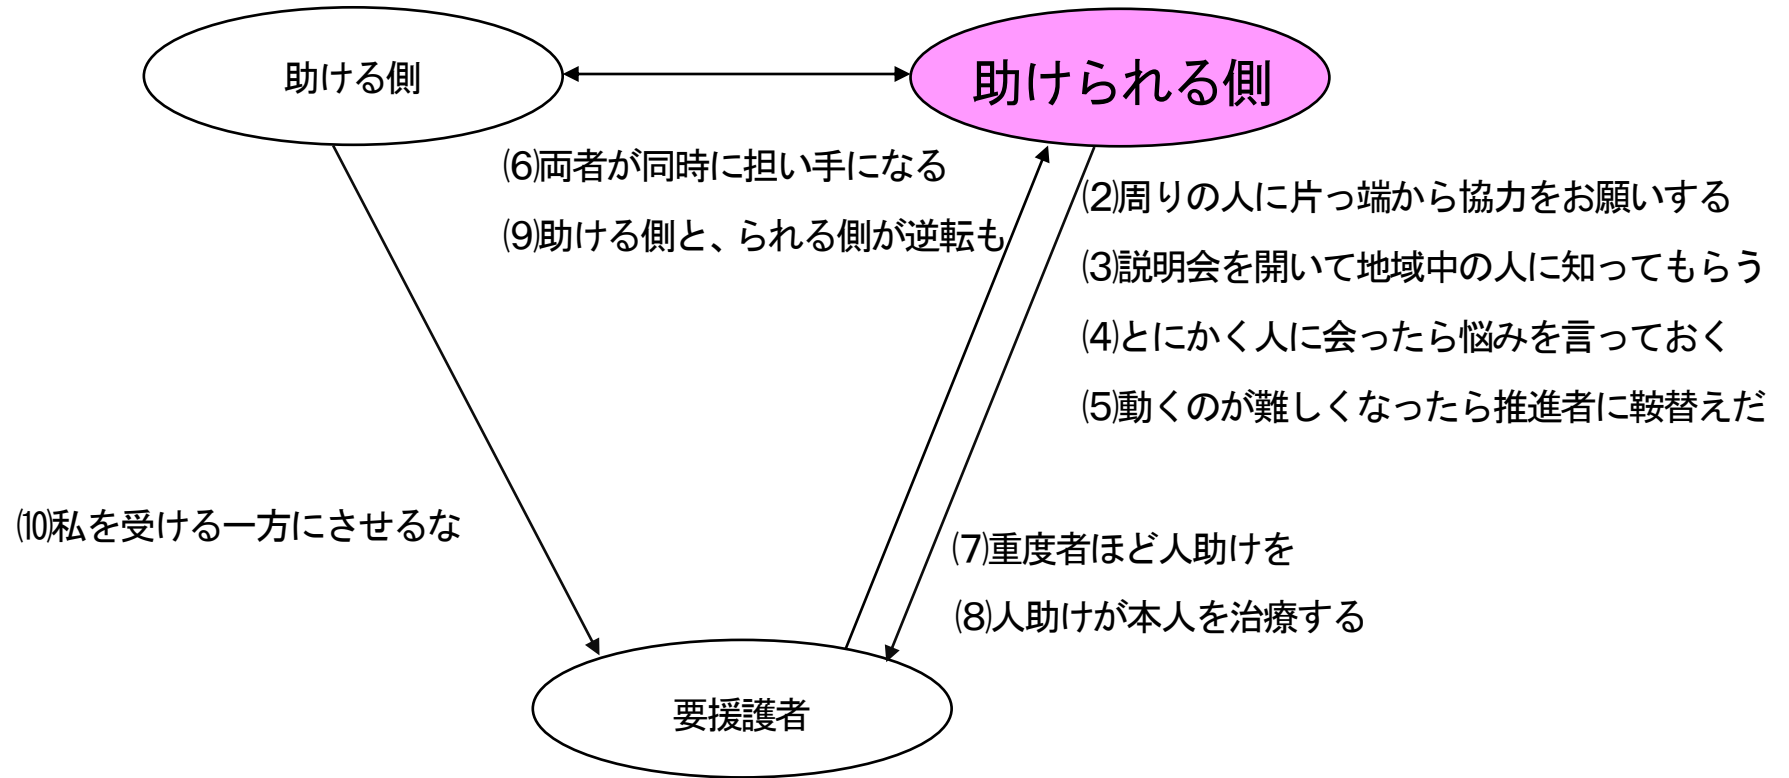 助ける側
助けられる側
⑹両者が同時に担い手になる
⑼助ける側と、られる側が逆転も
⑵周りの人に片っ端から協力をお願いする
⑶説明会を開いて地域中の人に知ってもらう
⑷とにかく人に会ったら悩みを言っておく
⑸動くのが難しくなったら推進者に鞍替えだ
⑽私を受ける一方にさせるな
⑺重度者ほど人助けを
⑻人助けが本人を治療する
要援護者